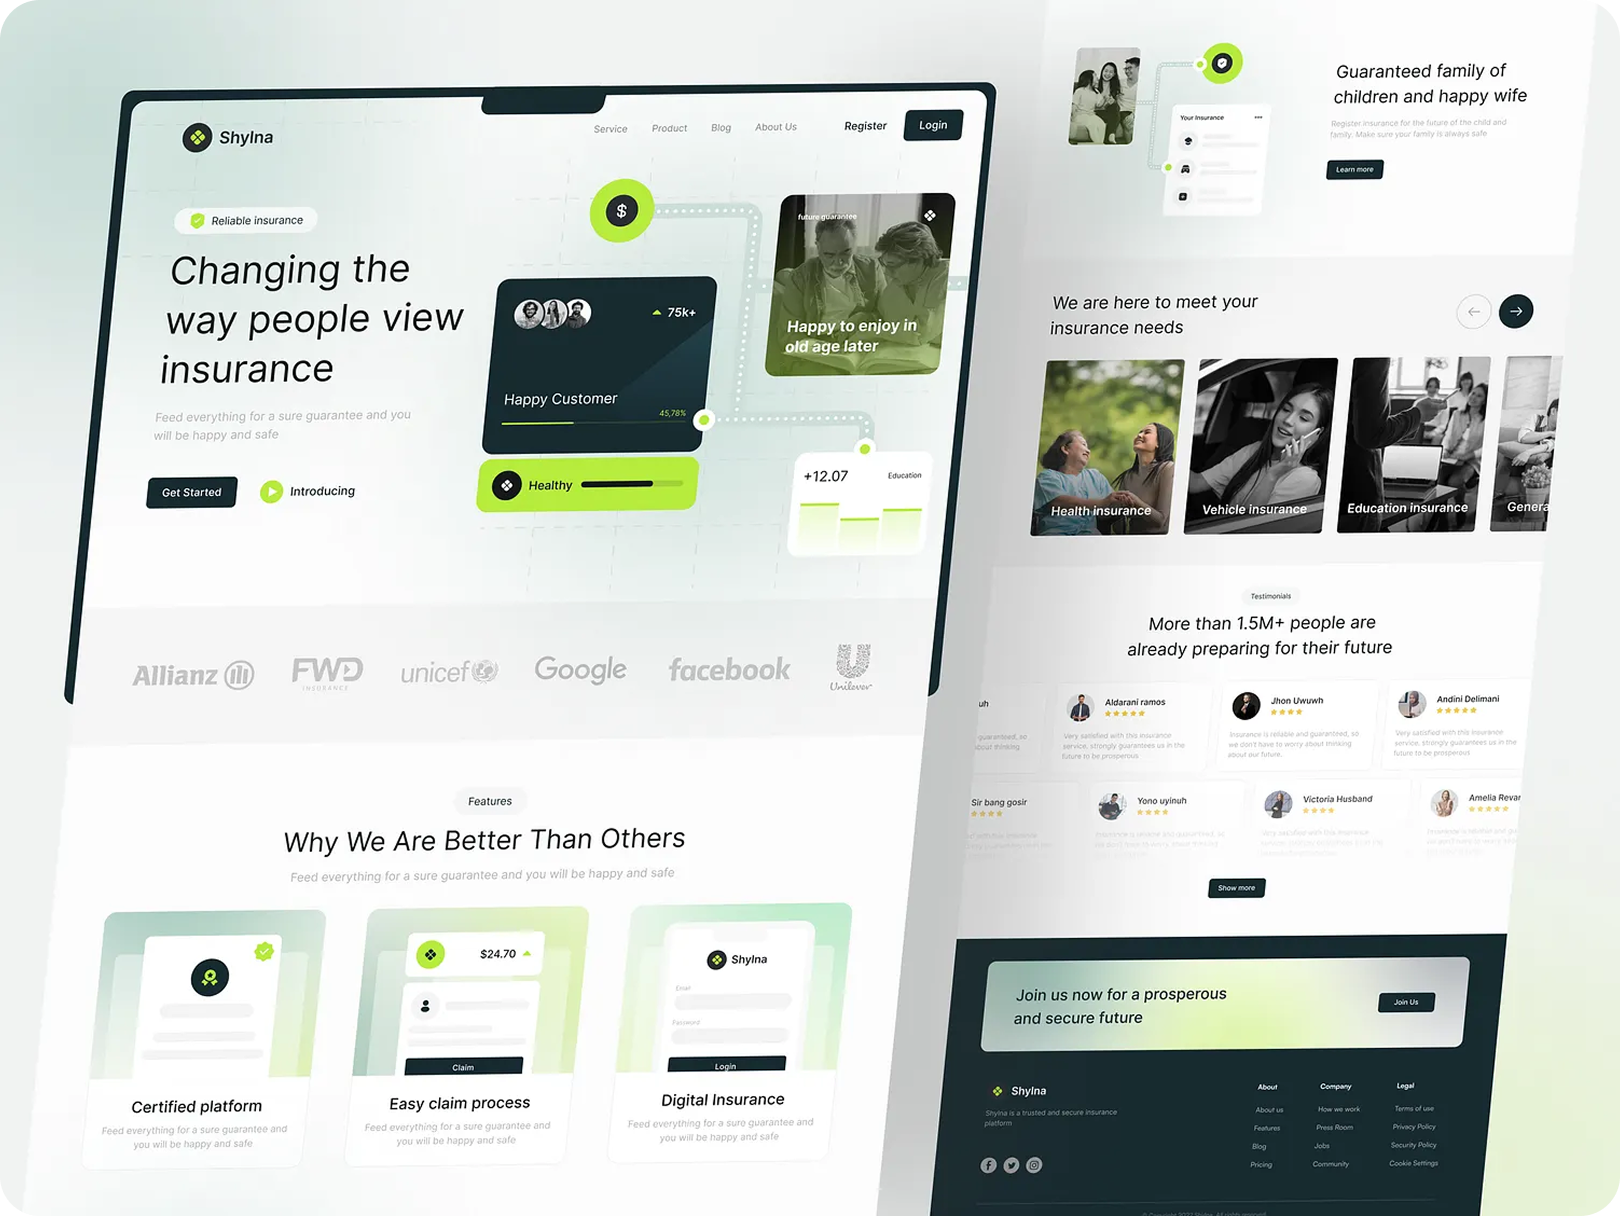 Shylna
Service
Product
Blog
About Us
Register
Login
Reliable insurance
Changing the
way people view
insurance
Feed everything for a sure guarantee and you
will be happy and safe
Get Started
Introducing
$
75k+
Happy Customer
45,78%
Healthy
future guarantee
Happy to enjoy in
old age later
+12.07
Education
Allianz
FWD
INSURANCE
unicef
Google
facebook
Unilever
Features
Why We Are Better Than Others
Feed everything for a sure guarantee and you will be happy and safe
Certified platform
Feed everything for a sure guarantee and
you will be happy and safe
$24.70
Claim
Easy claim process
Feed everything for a sure guarantee and
you will be happy and safe
Shylna
Email
Password
Login
Digital Insurance
Feed everything for a sure guarantee and
you will be happy and safe
Your Insurance
Guaranteed family of
children and happy wife
Register insurance for the future of the child and
family. Make sure your family is always safe
Learn more
We are here to meet your
insurance needs
Health insurance
Vehicle insurance
Education insurance
Genera
Testimonials
More than 1.5M+ people are
already preparing for their future
uh
guaranteed, so
about thinking
Aldarani ramos
Very satisfied with this insurance
service, strongly guarantees us in the
future to be prosperous
Jhon Uwuwh
Insurance is reliable and guaranteed, so
we don't have to worry about thinking
about our future.
Andini Delimani
Very satisfied with this insurance
service, strongly guarantees us in the
future to be prosperous
Sir bang gosir
Yono uyinuh
Victoria Husband
Amelia Revar
Show more
Join us now for a prosperous
and secure future
Join Us
Shylna
Shylna is a trusted and secure insurance
platform
About
About us
Features
Blog
Pricing
Company
How we work
Press Room
Jobs
Community
Legal
Terms of use
Privacy Policy
Security Policy
Cookie Settings